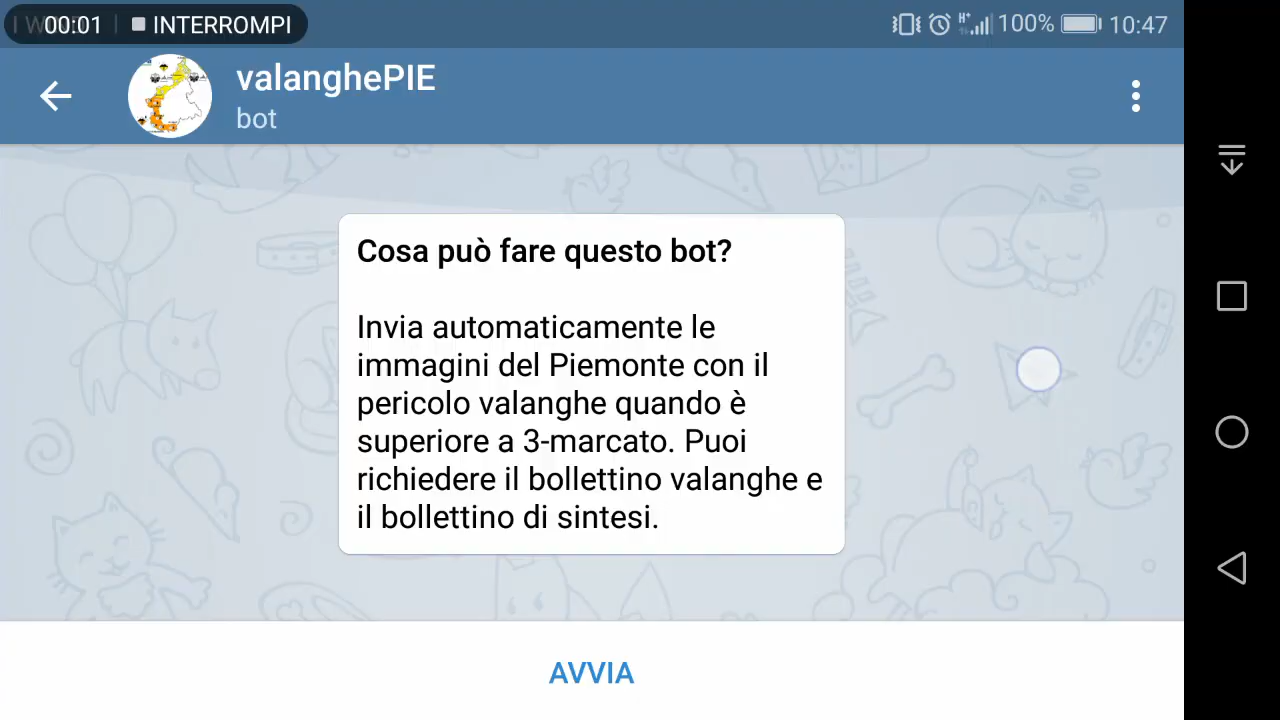 00:01 INTERROMPI
100% 10:47
valanghePIE
bot
Cosa può fare questo bot?
Invia automaticamente le
immagini del Piemonte con il
pericolo valanghe quando è
superiore a 3-marcato. Puoi
richiedere il bollettino valanghe e
il bollettino di sintesi.
AVVIA